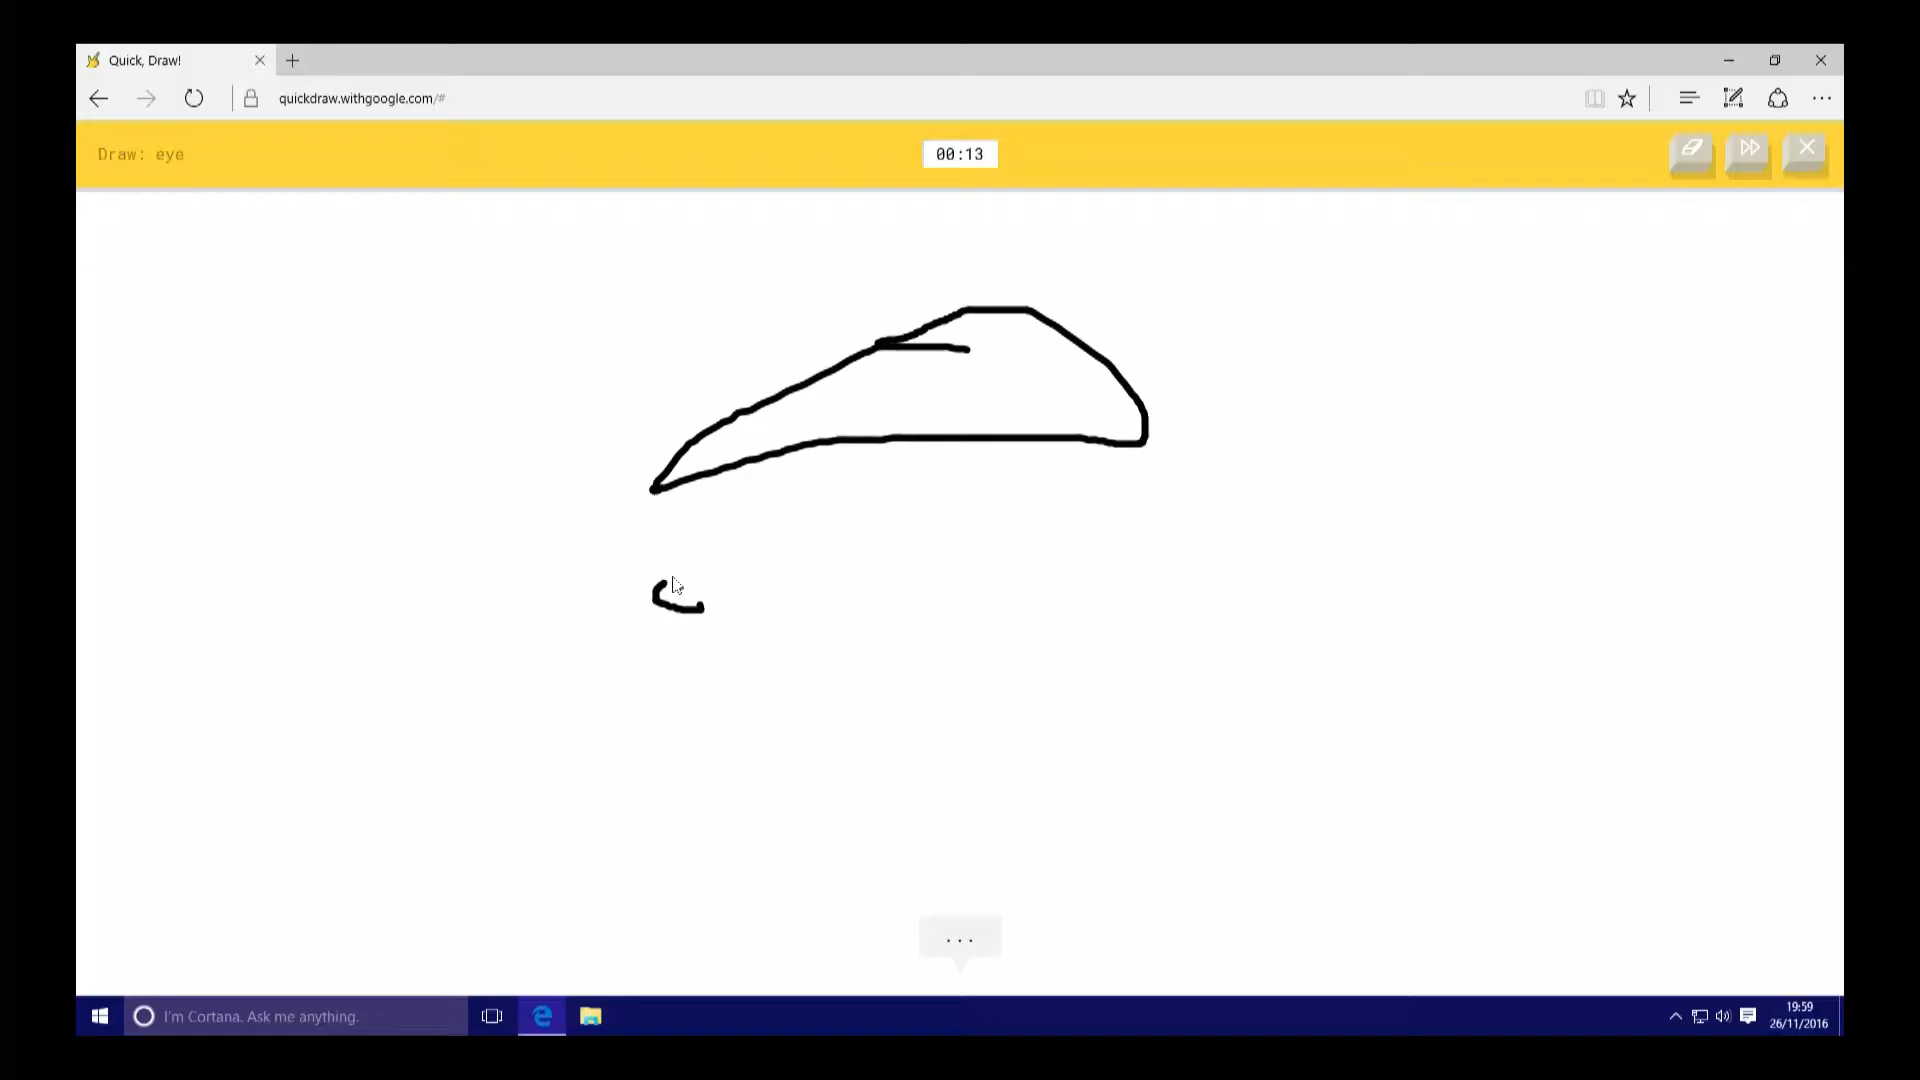 Quick, Draw!
quickdraw.withgoogle.com/#
Draw: eye
00:13
...
I'm Cortana. Ask me anything.
19:59
26/11/2016